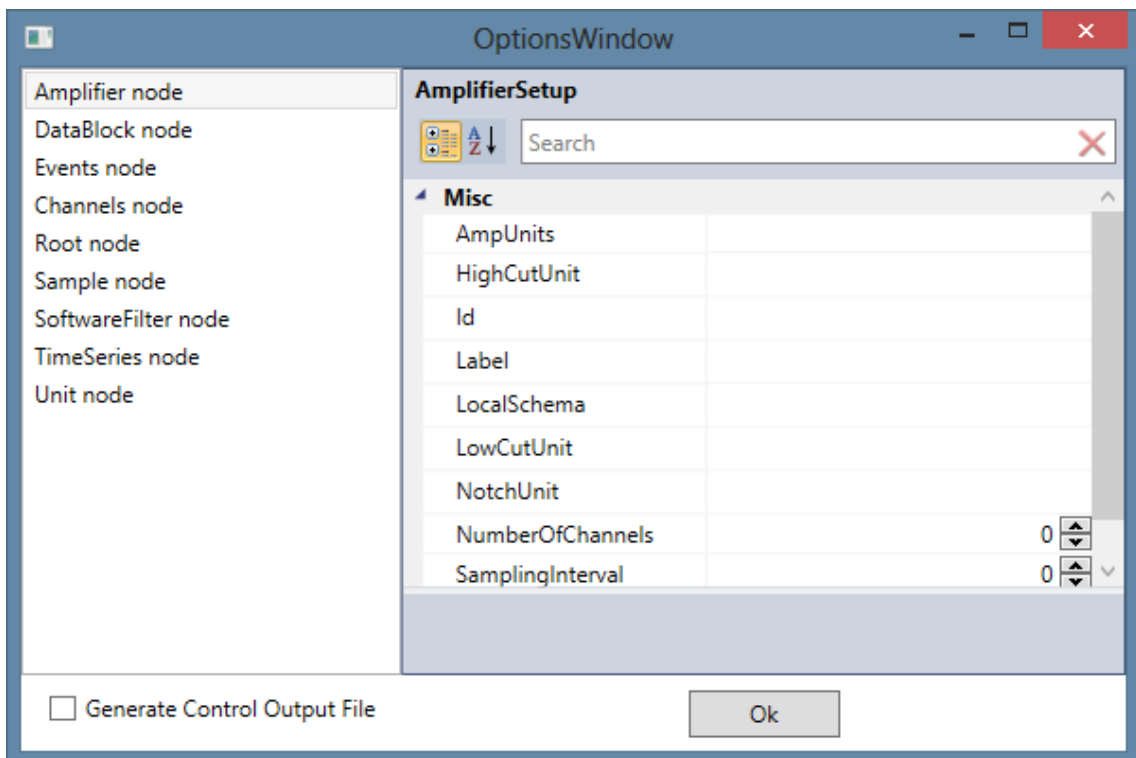 OptionsWindow
Amplifier node
DataBlock node
Events node
Channels node
Root node
Sample node
SoftwareFilter node
TimeSeries node
Unit node
AmplifierSetup
A
Z
Search
Misc
AmpUnits
HighCutUnit
Id
Label
LocalSchema
LowCutUnit
NotchUnit
NumberOfChannels 0
SamplingInterval 0
Generate Control Output File
Ok